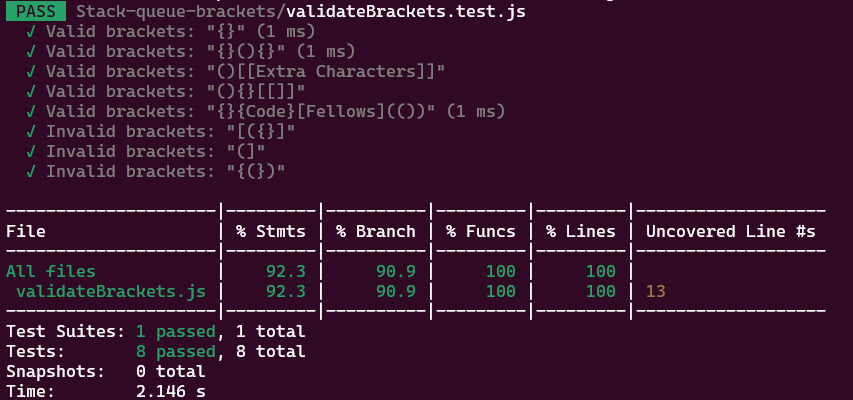 PASS Stack-queue-brackets/validateBrackets.test.js
✓ Valid brackets: "{}" (1 ms)
✓ Valid brackets: "{}(){}" (1 ms)
✓ Valid brackets: "()[[Extra Characters]]"
✓ Valid brackets: "(){}[[]]"
✓ Valid brackets: "{}{Code}[Fellows](())" (1 ms)
✓ Invalid brackets: "[({}]"
✓ Invalid brackets: "(]"
✓ Invalid brackets: "{(})"
---------------------|---------|----------|---------|---------|-------------------
File | % Stmts | % Branch | % Funcs | % Lines | Uncovered Line #s
---------------------|---------|----------|---------|---------|-------------------
All files | 92.3 | 90.9 | 100 | 100 |
validateBrackets.js | 92.3 | 90.9 | 100 | 100 | 13
---------------------|---------|----------|---------|---------|-------------------
Test Suites: 1 passed, 1 total
Tests: 8 passed, 8 total
Snapshots: 0 total
Time: 2.146 s